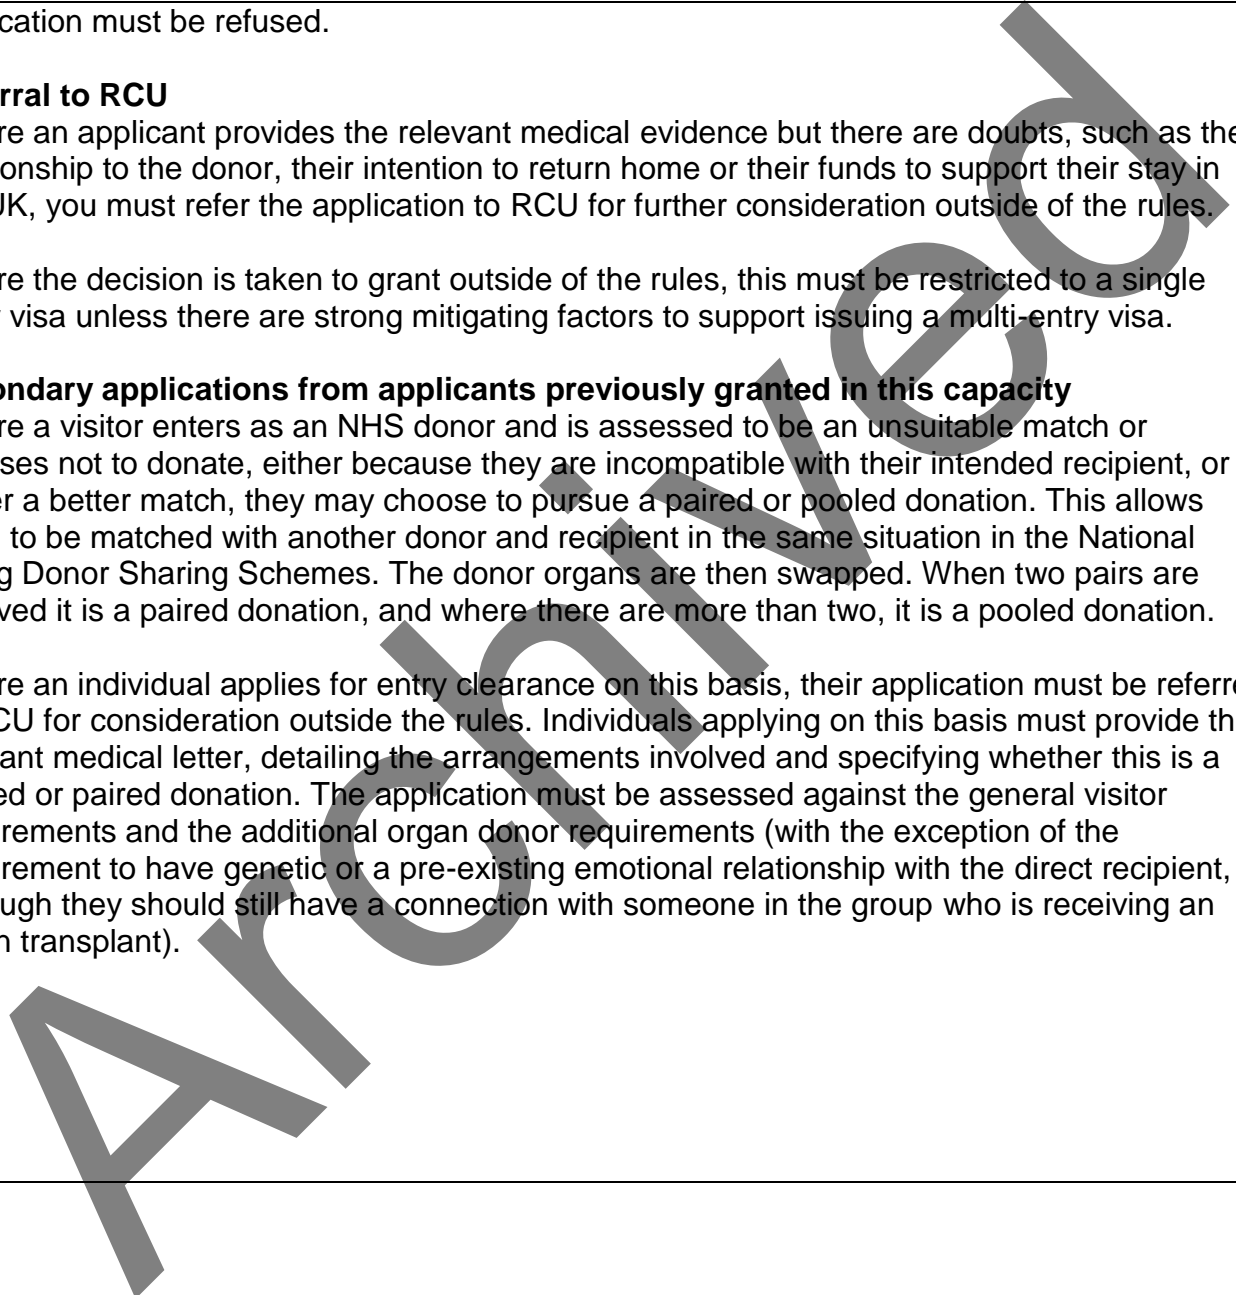 cation must be refused.
rral to RCU
re an applicant provides the relevant medical evidence but there are doubts, such as the
onship to the donor, their intention to return home or their funds to support their stay in
UK, you must refer the application to RCU for further consideration outside of the rules.
re the decision is taken to grant outside of the rules, this must be restricted to a single
visa unless there are strong mitigating factors to support issuing a multi-entry visa.
ondary applications from applicants previously granted in this capacity
re a visitor enters as an NHS donor and is assessed to be an unsuitable match or
ses not to donate, either because they are incompatible with their intended recipient, or
er a better match, they may choose to pursue a paired or pooled donation. This allows
to be matched with another donor and recipient in the same situation in the National
g Donor Sharing Schemes. The donor organs are then swapped. When two pairs are
ved it is a paired donation, and where there are more than two, it is a pooled donation.
re an individual applies for entry clearance on this basis, their application must be referre
CU for consideration outside the rules. Individuals applying on this basis must provide th
ant medical letter, detailing the arrangements involved and specifying whether this is a
ed or paired donation. The application must be assessed against the general visitor
rements and the additional organ donor requirements (with the exception of the
rement to have genetic or a pre-existing emotional relationship with the direct recipient,
ugh they should still have a connection with someone in the group who is receiving an
n transplant).
Archived